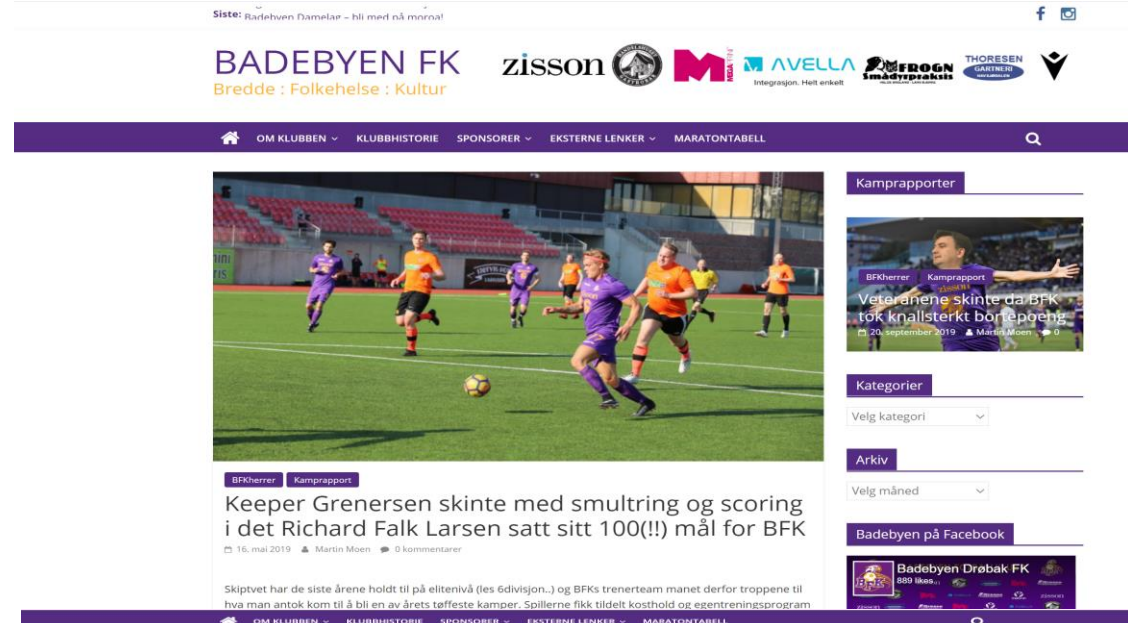 Siste: Badebyen Damelag – bli med på moroa!
BADEBYEN FK
Bredde : Folkehelse : Kultur
zisson
MEGAFIN
AVELLA
Integrasjon. Helt enkelt
FROGN
Smådyrpraksis
THORESEN
GARTNERI
OM KLUBBEN
KLUBBHISTORIE
SPONSORER
EKSTERNE LENKER
MARATONTABELL
BFKherrer
Kamprapport
Keeper Grenersen skinte med smultring og scoring
i det Richard Falk Larsen satt sitt 100(!!) mål for BFK
16. mai 2019 Martin Moen 0 kommentarer
Skiptvet har de siste årene holdt til på elitenivå (les 6divisjon..) og BFKs trenerteam manet derfor troppene til
hva man antok kom til å bli en av årets tøffeste kamper. Spillerne fikk tildelt kosthold og egentreningsprogram
Kamprapporter
zisson
BFKherrer
Kamprapport
Veteranene skinte da BFK
tok knallsterkt bortepoeng
20. september 2019 Martin Moen 0
Kategorier
Velg kategori
Arkiv
Velg måned
Badebyen på Facebook
BFK
Badebyen Drøbak FK
889 likes
OM KLUBBEN
KLUBBHISTORIE
SPONSORER
EKSTERNE LENKER
MARATONTABELL